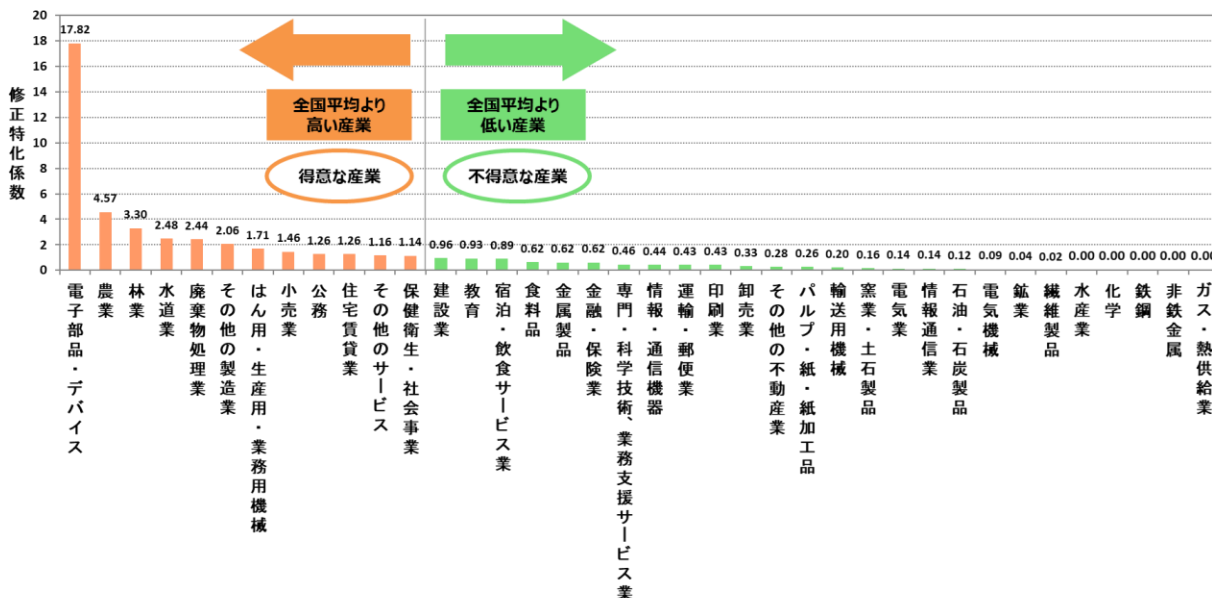 修正特化係数
20
18
16
14
12
10
8
6
4
2
0
全国平均より
高い産業
得意な産業
全国平均より
低い産業
不得意な産業
17.82
4.57
3.30
2.48
2.44
2.06
1.71
1.46
1.26
1.26
1.16
1.14
0.96
0.93
0.89
0.62
0.62
0.62
0.46
0.44
0.43
0.43
0.33
0.28
0.26
0.20
0.16
0.14
0.14
0.12
0.09
0.04
0.02
0.00
0.00
0.00
0.00
0.00
電子部品・デバイス
農業
林業
水道業
廃棄物処理業
その他の製造業
はん用・生産用・業務用機械
小売業
公務
住宅賃貸業
その他のサービス
保健衛生・社会事業
建設業
教育
宿泊・飲食サービス業
食料品
金属製品
金融・保険業
専門・科学技術、業務支援サービス業
情報・通信機器
運輸・郵便業
印刷業
卸売業
その他の不動産業
パルプ・紙・紙加工品
輸送用機械
窯業・土石製品
電気業
情報通信業
石油・石炭製品
電気機械
鉱業
繊維製品
水産業
化学
鉄鋼
非鉄金属
ガス・熱供給業